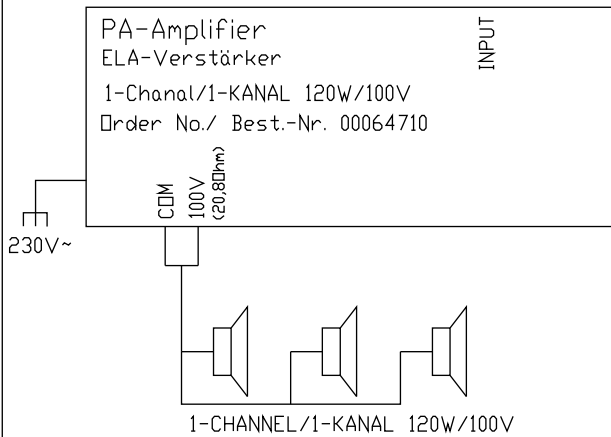 PA-Amplifier
ELA-Verstärker
INPUT
1-Chanal/1-KANAL 120W/100V
Order No./ Best.-Nr. 00064710
COM
100V
(20,8Ohm)
230V~
1-CHANNEL/1-KANAL 120W/100V